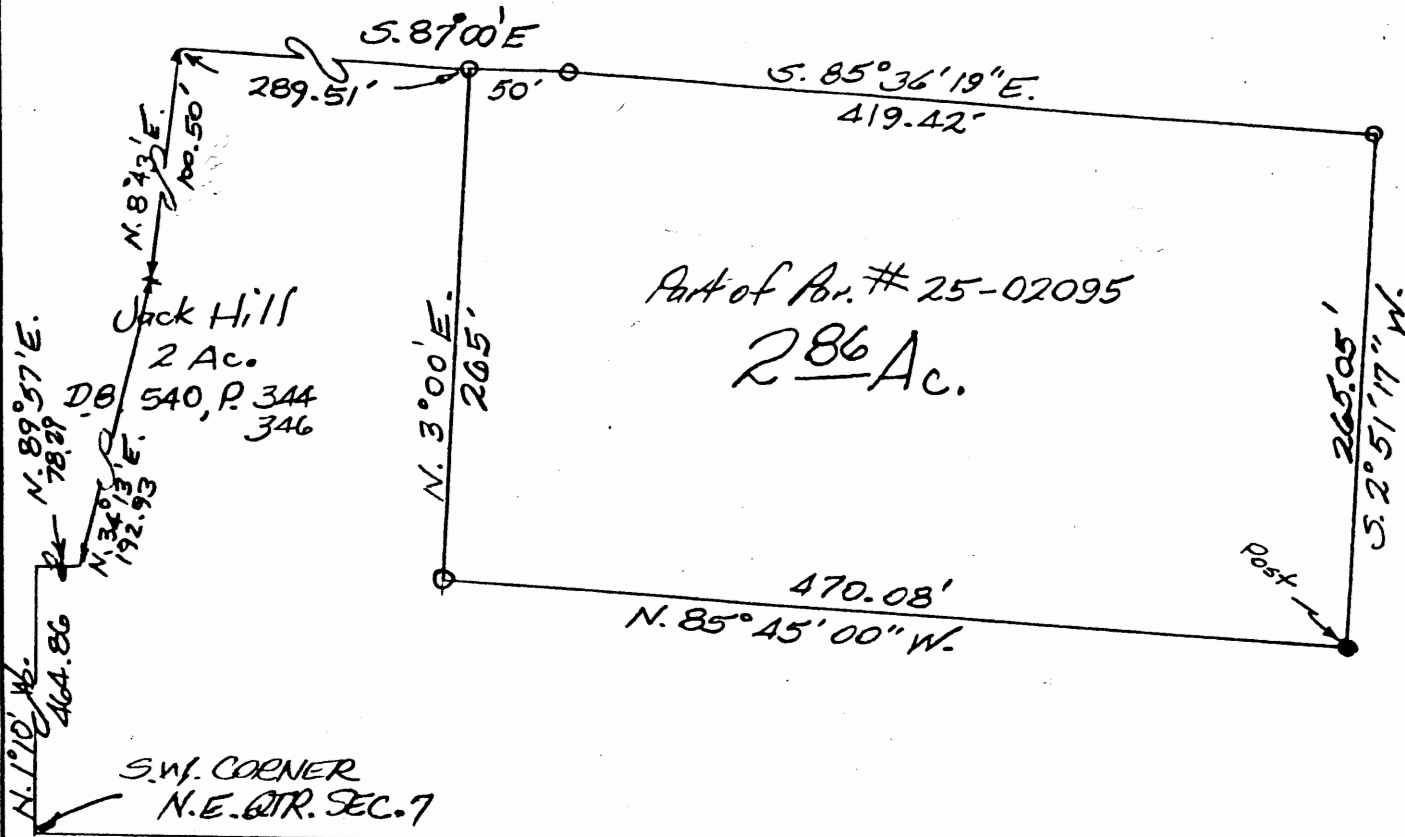 S. 87°00' E
289.51'
50'
S. 85°36'19" E.
419.42'
N. 8°43' E.
100.50'
Jack Hill
2 Ac.
D.B. 540, P. 344
346
N. 89°57' E.
78.29
N. 34°13' E.
192.93
N. 1°10' W.
464.86
N. 3°00' E.
265'
Part of Par. # 25-02095
2 86 Ac.
265.05'
S. 2°51'17" W.
Post
470.08'
N. 85°45'00" W.
S.W. CORNER
N.E. QTR. SEC. 7